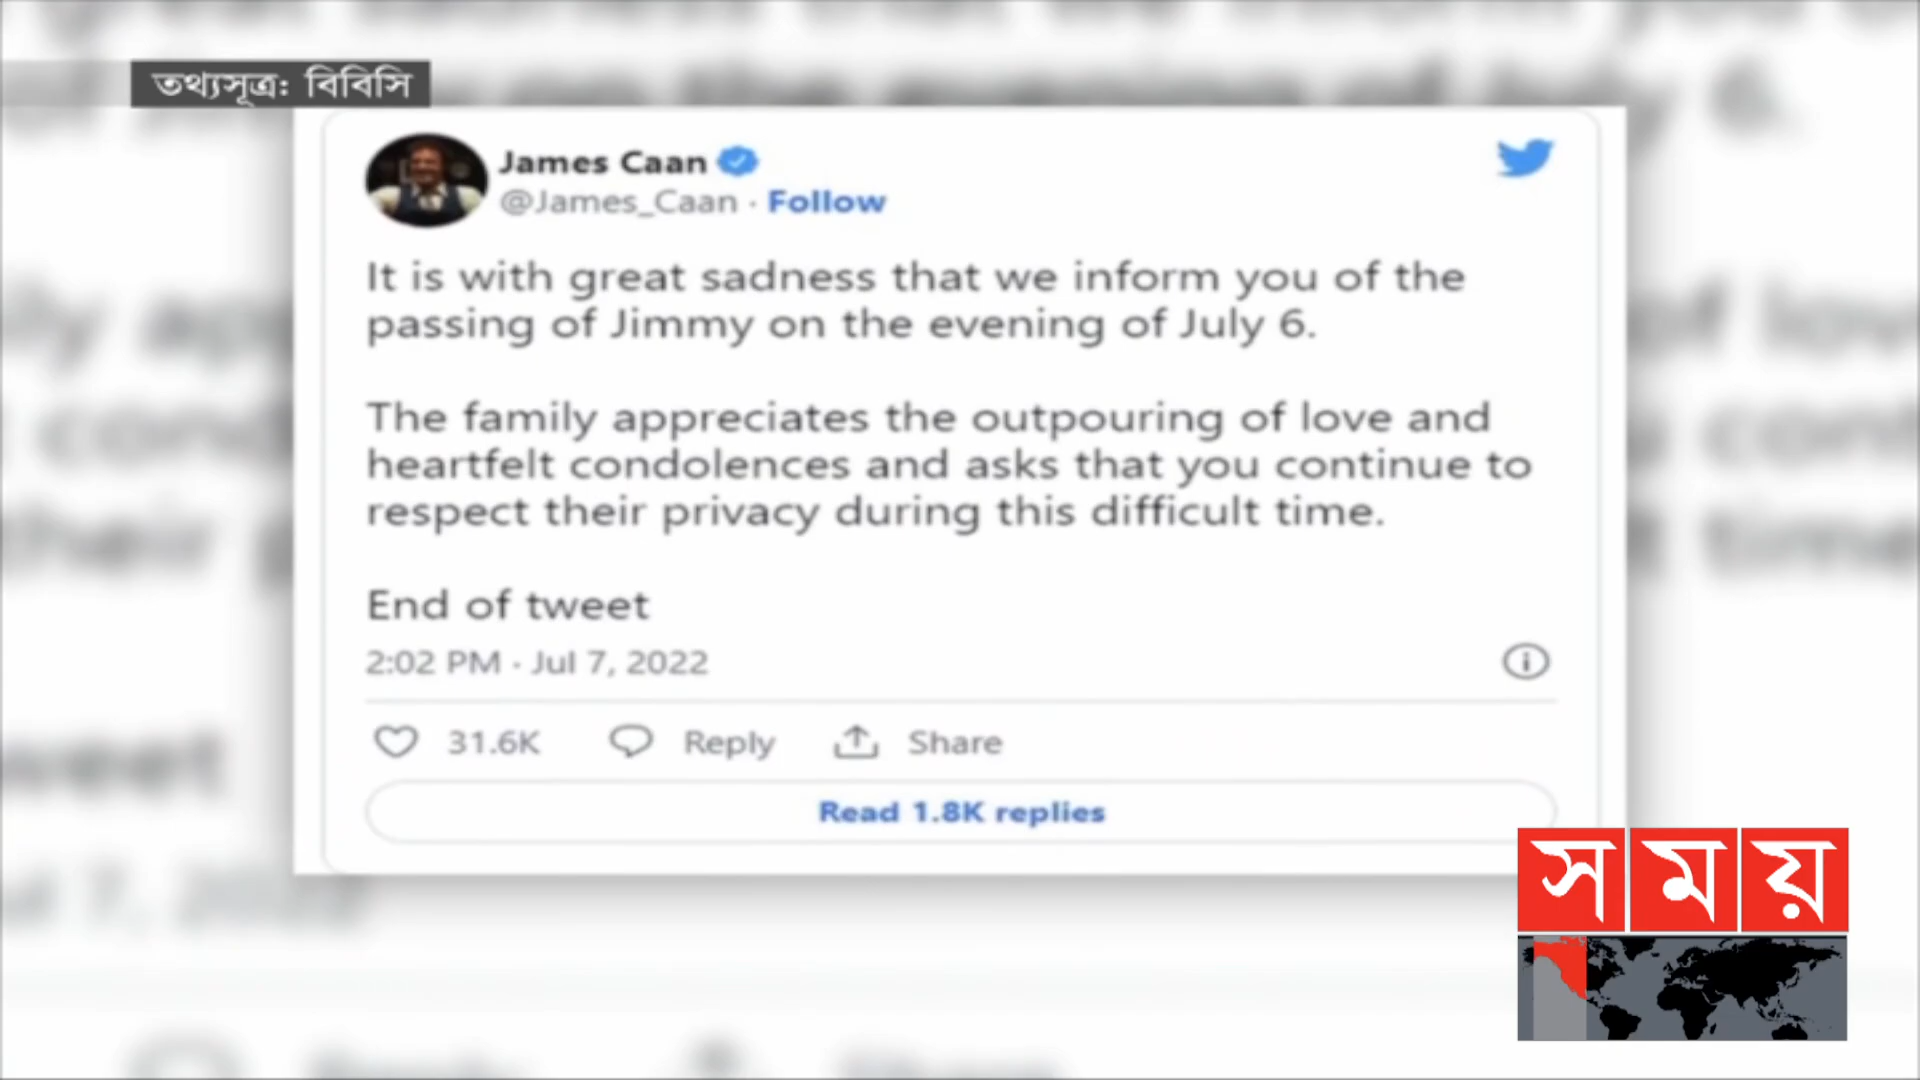 তথ্যসূত্র: বিবিসি
James Caan
@James_Caan · Follow
It is with great sadness that we inform you of the
passing of Jimmy on the evening of July 6.
The family appreciates the outpouring of love and
heartfelt condolences and asks that you continue to
respect their privacy during this difficult time.
End of tweet
2:02 PM · Jul 7, 2022
31.6K Reply Share
Read 1.8K replies
সময়